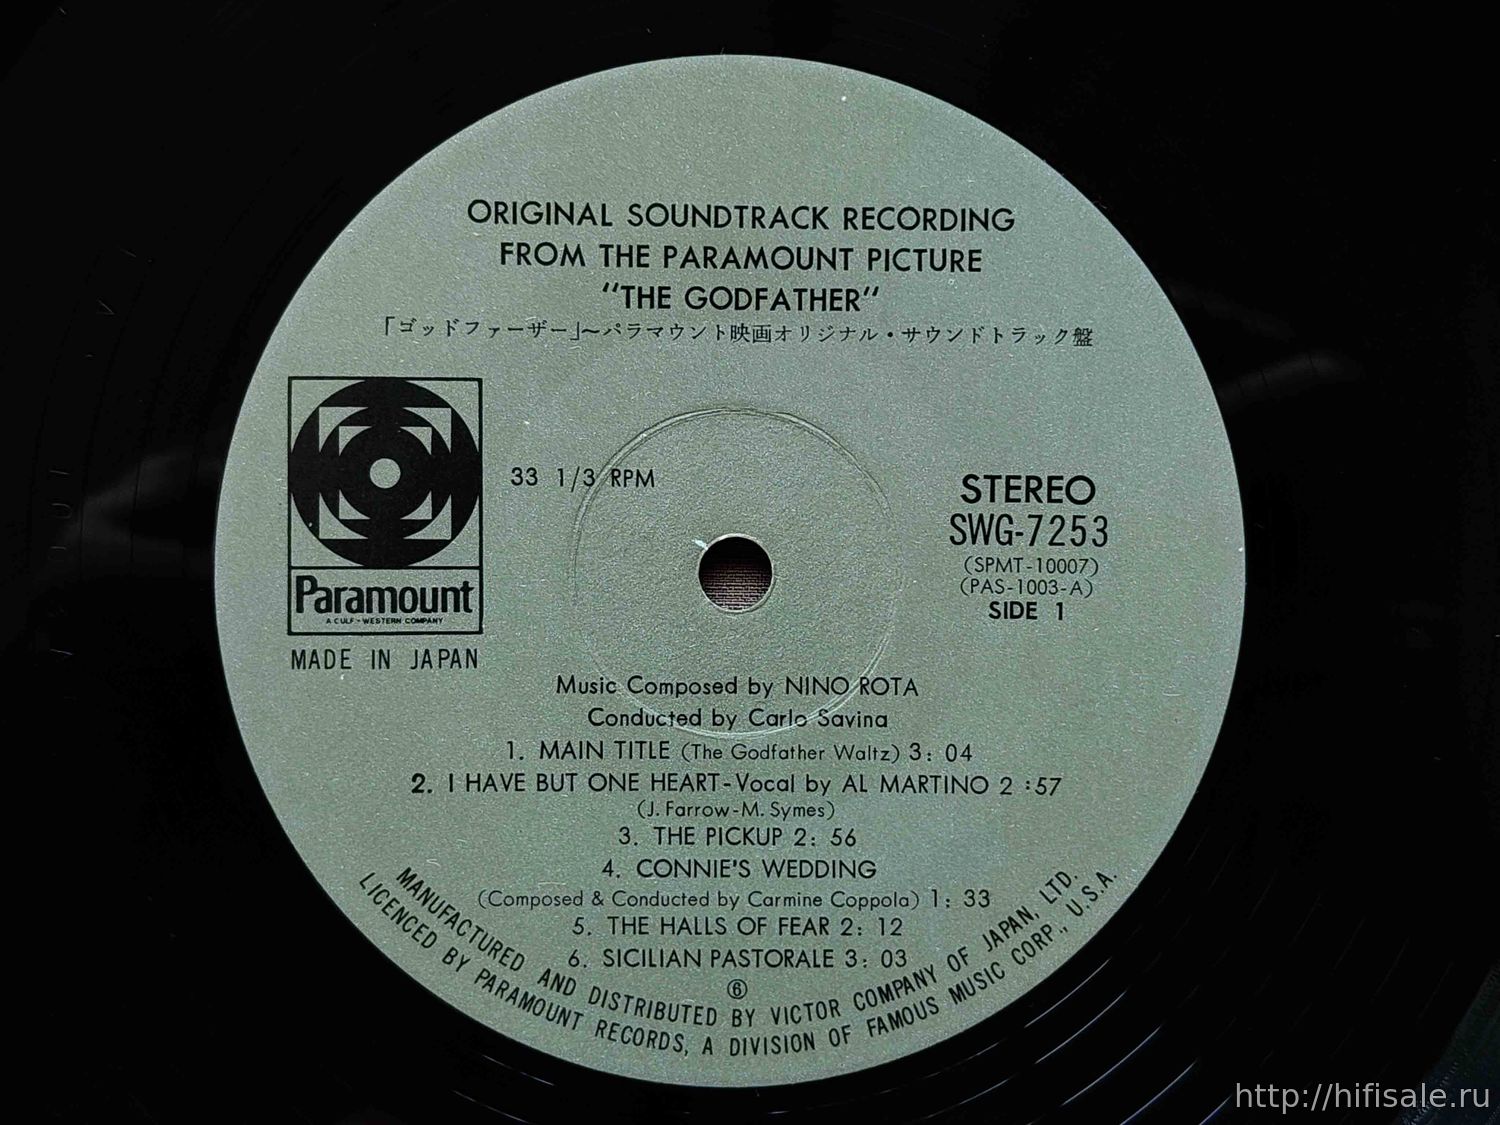 ORIGINAL SOUNDTRACK RECORDING
FROM THE PARAMOUNT PICTURE
"THE GODFATHER"
「ゴッドファーザー」〜パラマウント映画オリジナル・サウンドトラック盤
33 1/3 RPM
STEREO
SWG-7253
(SPMT-10007)
(PAS-1003-A)
SIDE 1
Paramount
A GULF+WESTERN COMPANY
MADE IN JAPAN
Music Composed by NINO ROTA
Conducted by Carlo Savina
1. MAIN TITLE (The Godfather Waltz) 3: 04
2. I HAVE BUT ONE HEART-Vocal by AL MARTINO 2 :57
(J. Farrow-M. Symes)
3. THE PICKUP 2: 56
4. CONNIE'S WEDDING
(Composed & Conducted by Carmine Coppola) 1: 33
5. THE HALLS OF FEAR 2: 12
6. SICILIAN PASTORALE 3: 03
⑥
MANUFACTURED AND DISTRIBUTED BY VICTOR COMPANY OF JAPAN, LTD.
LICENCED BY PARAMOUNT RECORDS, A DIVISION OF FAMOUS MUSIC CORP., U.S.A.
http://hifisale.ru